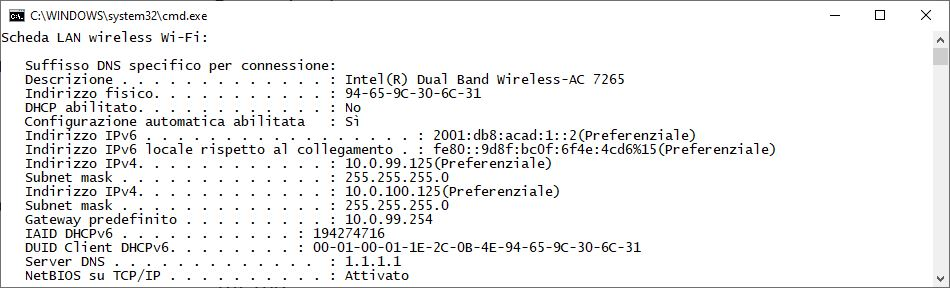 C:\WINDOWS\system32\cmd.exe
Scheda LAN wireless Wi-Fi:
Suffisso DNS specifico per connessione:
Descrizione . . . . . . . . . . . . . : Intel(R) Dual Band Wireless-AC 7265
Indirizzo fisico. . . . . . . . . . . : 94-65-9C-30-6C-31
DHCP abilitato. . . . . . . . . . . . : No
Configurazione automatica abilitata   : Sì
Indirizzo IPv6 . . . . . . . . . . . . . . . . . : 2001:db8:acad:1::2(Preferenziale)
Indirizzo IPv6 locale rispetto al collegamento . : fe80::9d8f:bc0f:6f4e:4cd6%15(Preferenziale)
Indirizzo IPv4. . . . . . . . . . . . : 10.0.99.125(Preferenziale)
Subnet mask . . . . . . . . . . . . . : 255.255.255.0
Indirizzo IPv4. . . . . . . . . . . . : 10.0.100.125(Preferenziale)
Subnet mask . . . . . . . . . . . . . : 255.255.255.0
Gateway predefinito . . . . . . . . . : 10.0.99.254
IAID DHCPv6 . . . . . . . . . . . : 194274716
DUID Client DHCPv6. . . . . . . . : 00-01-00-01-1E-2C-0B-4E-94-65-9C-30-6C-31
Server DNS . . . . . . . . . . . . .  : 1.1.1.1
NetBIOS su TCP/IP . . . . . . . . . . : Attivato